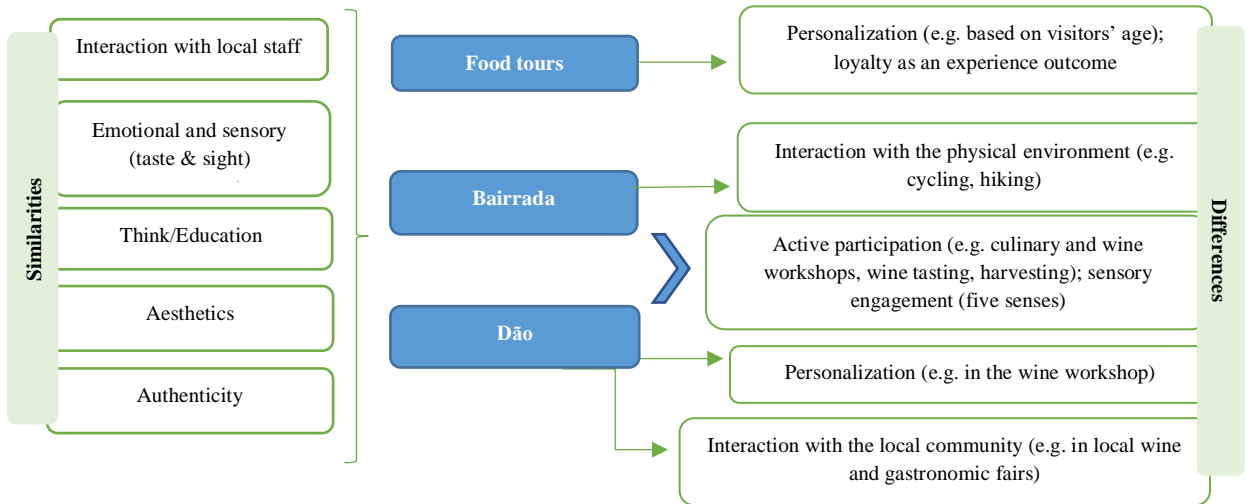 Similarities
Interaction with local staff
Emotional and sensory
(taste & sight)
Think/Education
Aesthetics
Authenticity
Food tours
Bairrada
Dão
Personalization (e.g. based on visitors’ age);
loyalty as an experience outcome
Interaction with the physical environment (e.g.
cycling, hiking)
Active participation (e.g. culinary and wine
workshops, wine tasting, harvesting); sensory
engagement (five senses)
Personalization (e.g. in the wine workshop)
Interaction with the local community (e.g. in local wine
and gastronomic fairs)
Differences